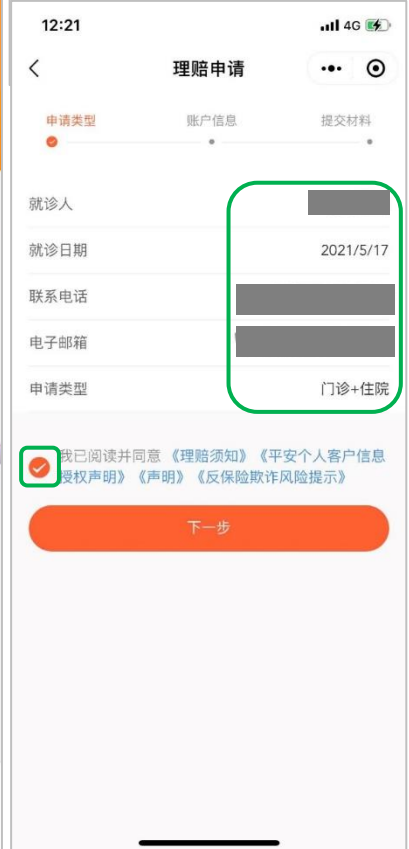 12:21 4G
理赔申请
申请类型 账户信息 提交材料
就诊人
就诊日期 2021/5/17
联系电话
电子邮箱
申请类型 门诊+住院
我已阅读并同意 《理赔须知》《平安个人客户信息
授权声明》《声明》《反保险欺诈风险提示》
下一步